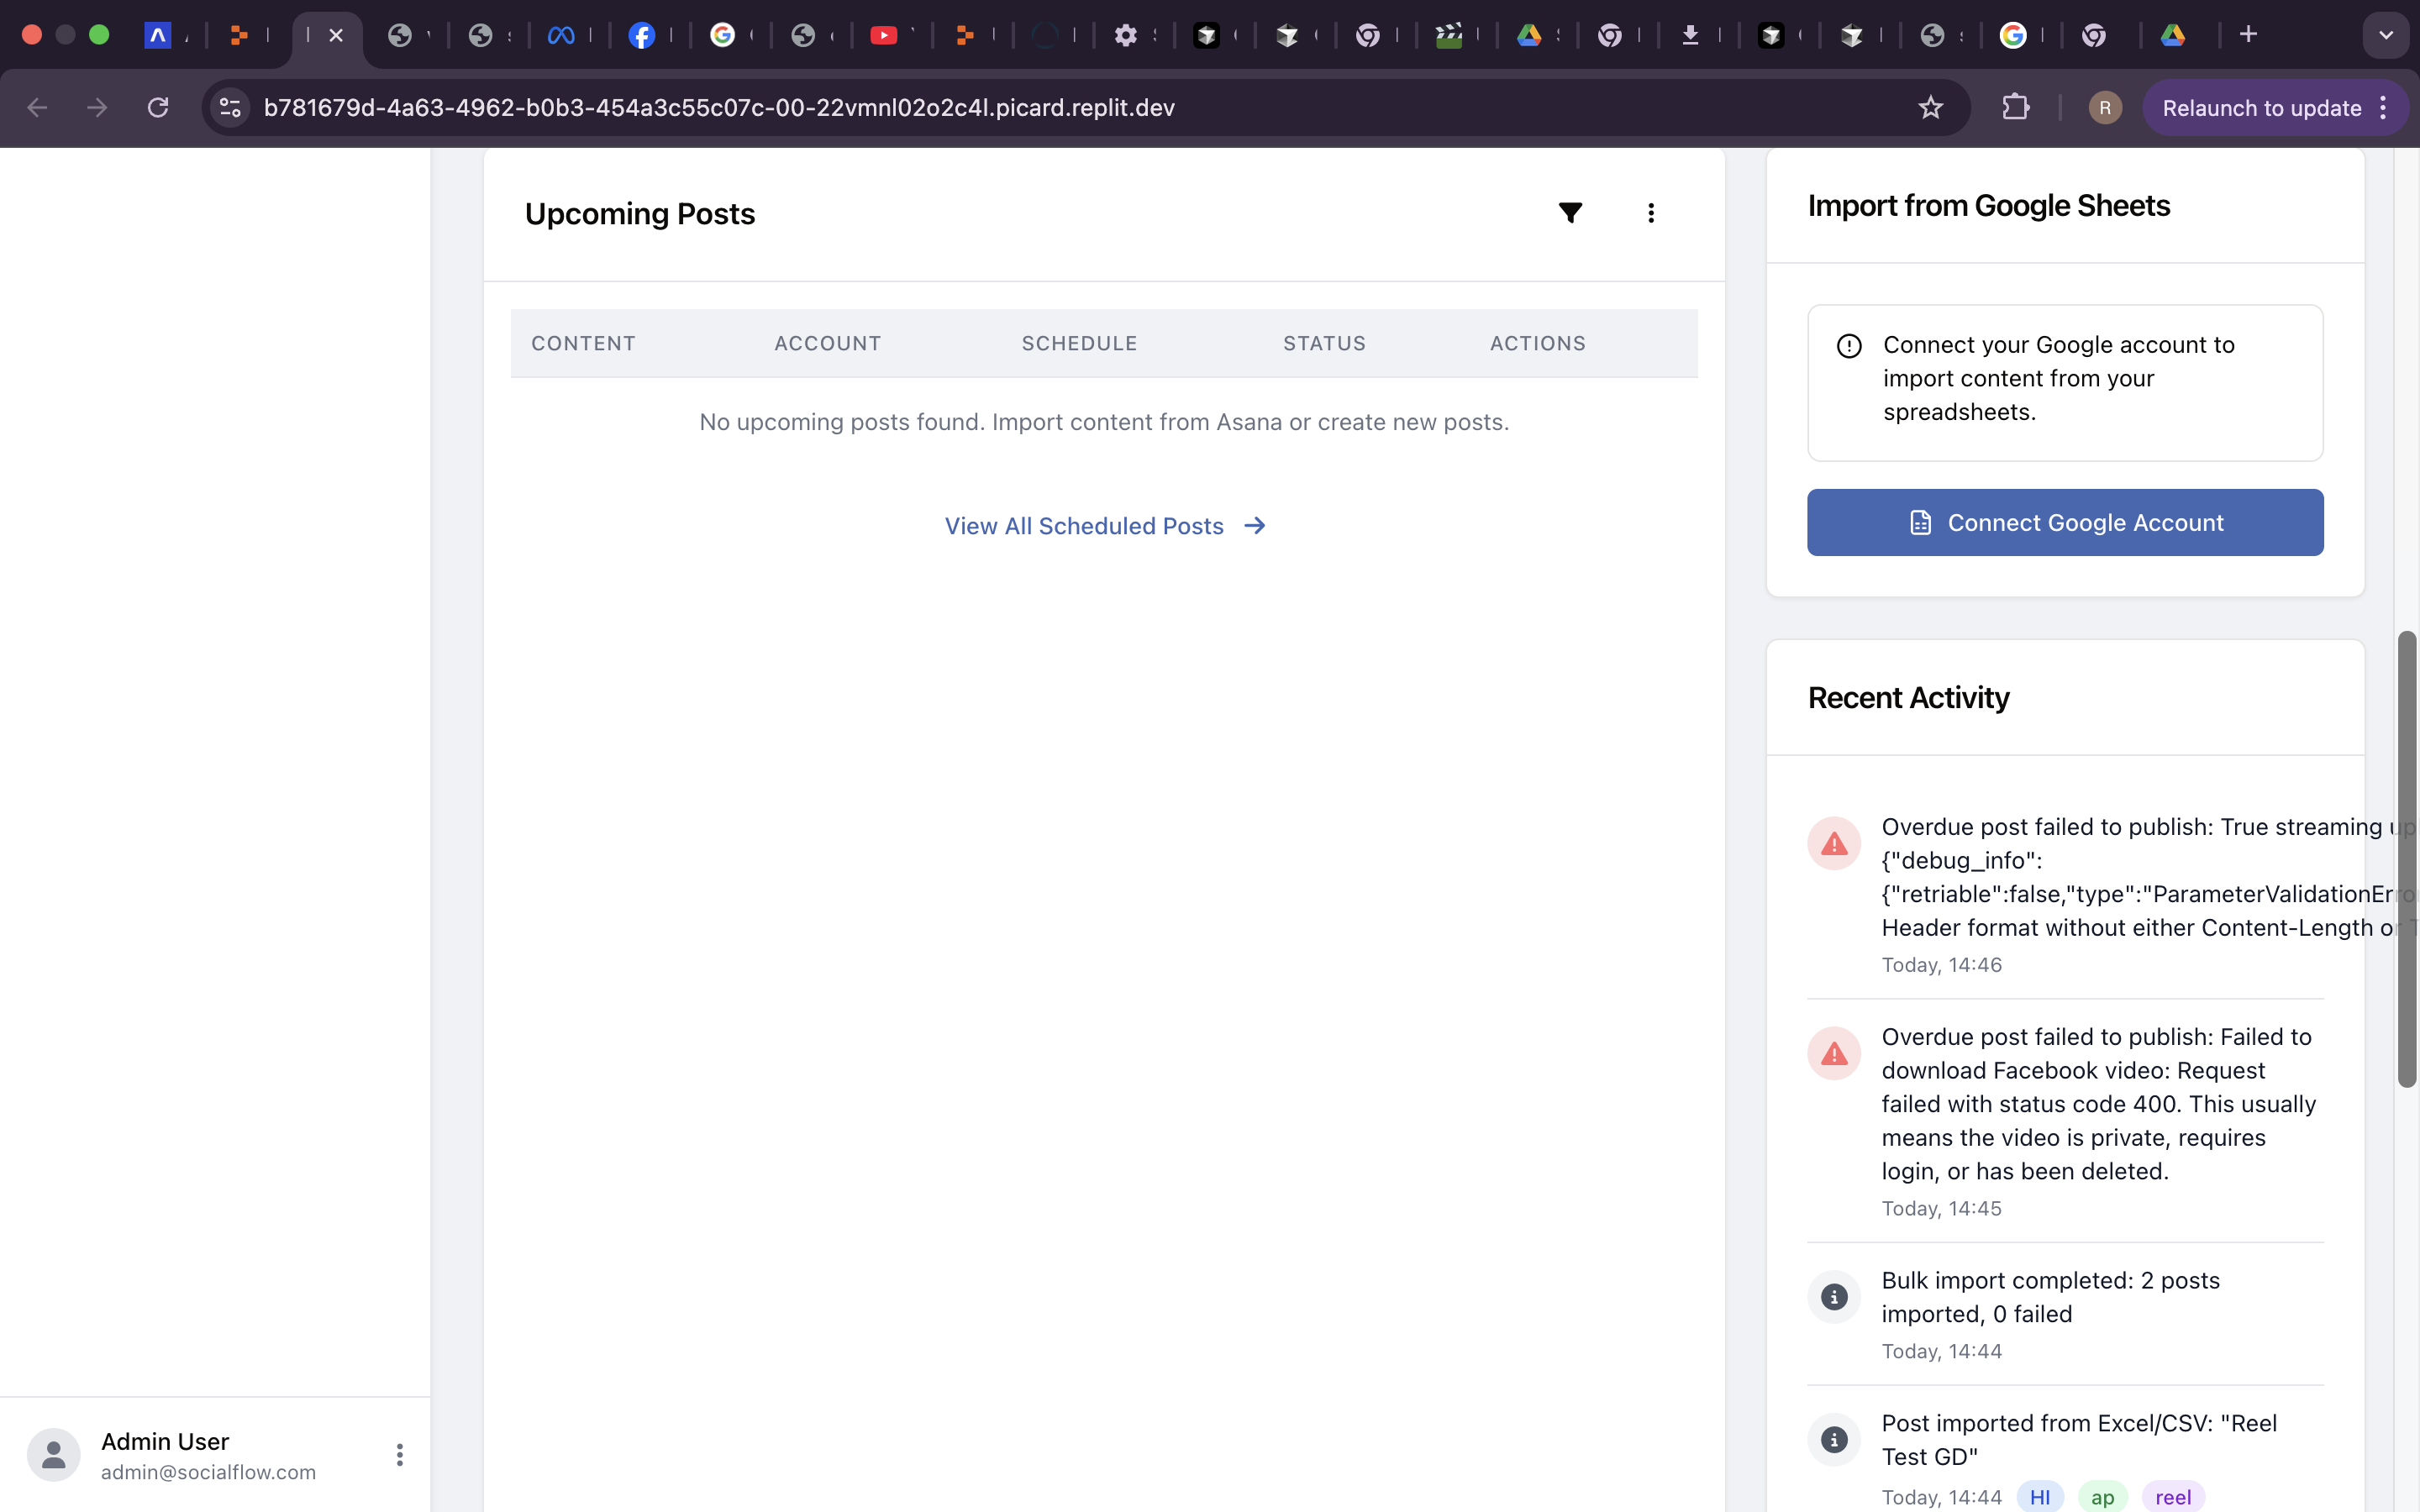 b781679d-4a63-4962-b0b3-454a3c55c07c-00-22vmnl02o2c4l.picard.replit.dev
R
Relaunch to update
Upcoming Posts
CONTENT ACCOUNT SCHEDULE STATUS ACTIONS
No upcoming posts found. Import content from Asana or create new posts.
View All Scheduled Posts
Import from Google Sheets
Connect your Google account to
import content from your
spreadsheets.
Connect Google Account
Recent Activity
Overdue post failed to publish: True streaming up
{"debug_info":
{"retriable":false,"type":"ParameterValidationErro
Header format without either Content-Length or T
Today, 14:46
Overdue post failed to publish: Failed to
download Facebook video: Request
failed with status code 400. This usually
means the video is private, requires
login, or has been deleted.
Today, 14:45
Bulk import completed: 2 posts
imported, 0 failed
Today, 14:44
Post imported from Excel/CSV: "Reel
Test GD"
Today, 14:44 HI ap reel
Admin User
admin@socialflow.com